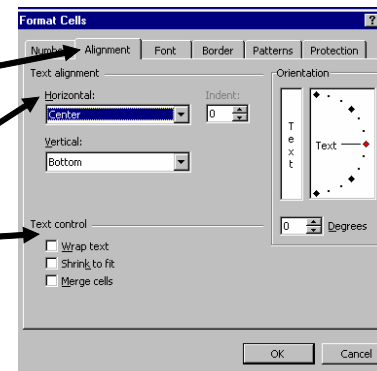 Format Cells ?
Number Alignment Font Border Patterns Protection
Text alignment Orientation
Horizontal: Indent:
Center 0
Vertical:
Bottom
Text
Text
Text control
0 Degrees
Wrap text
Shrink to fit
Merge cells
OK Cancel